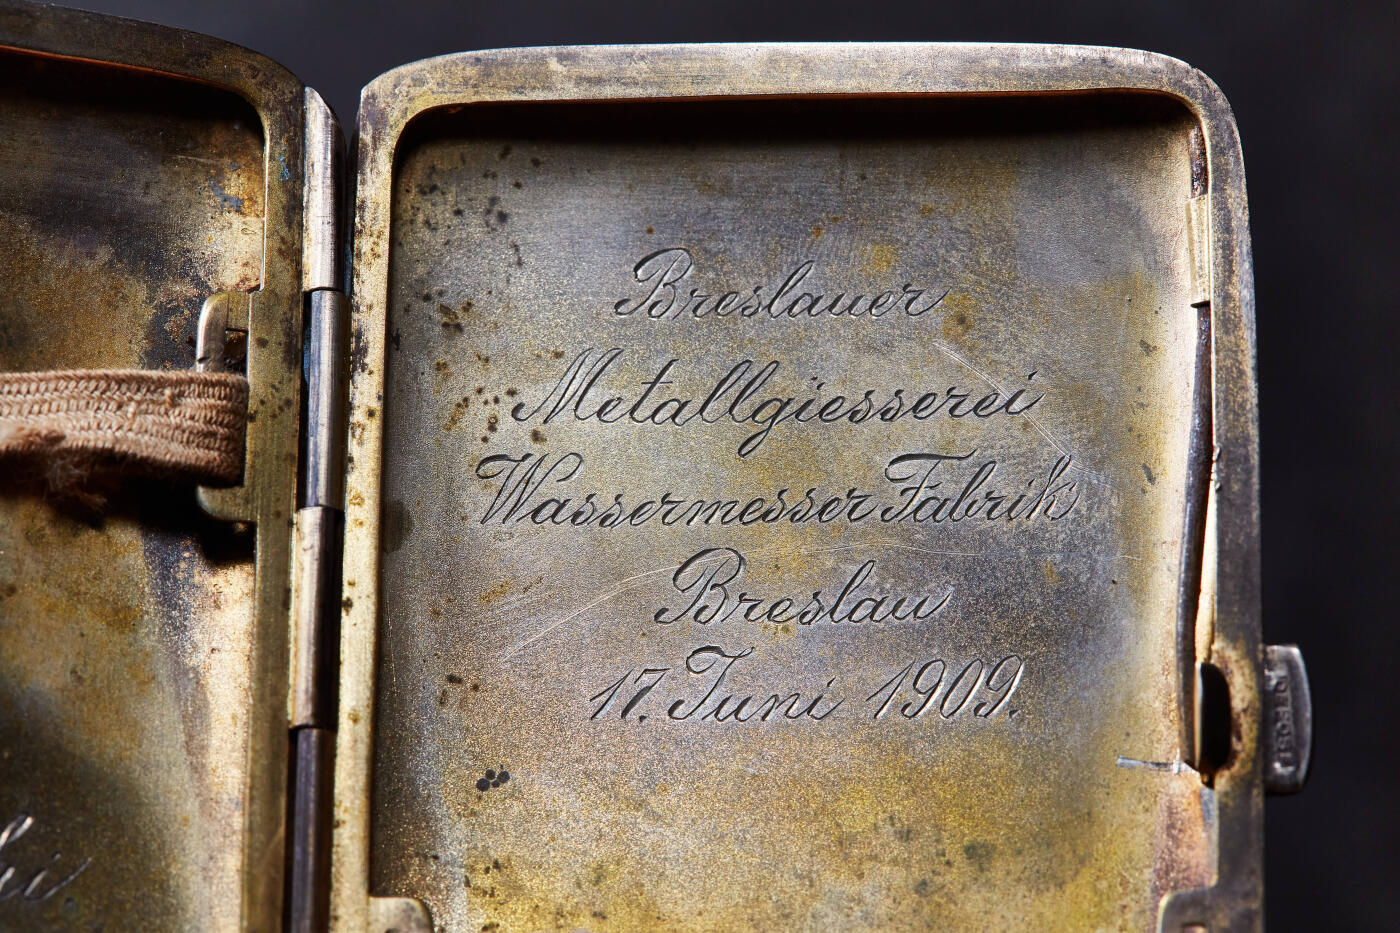 Breslauer
Metallgiesserei
Wassermesser Fabrik
Breslau
17. Juni 1909.